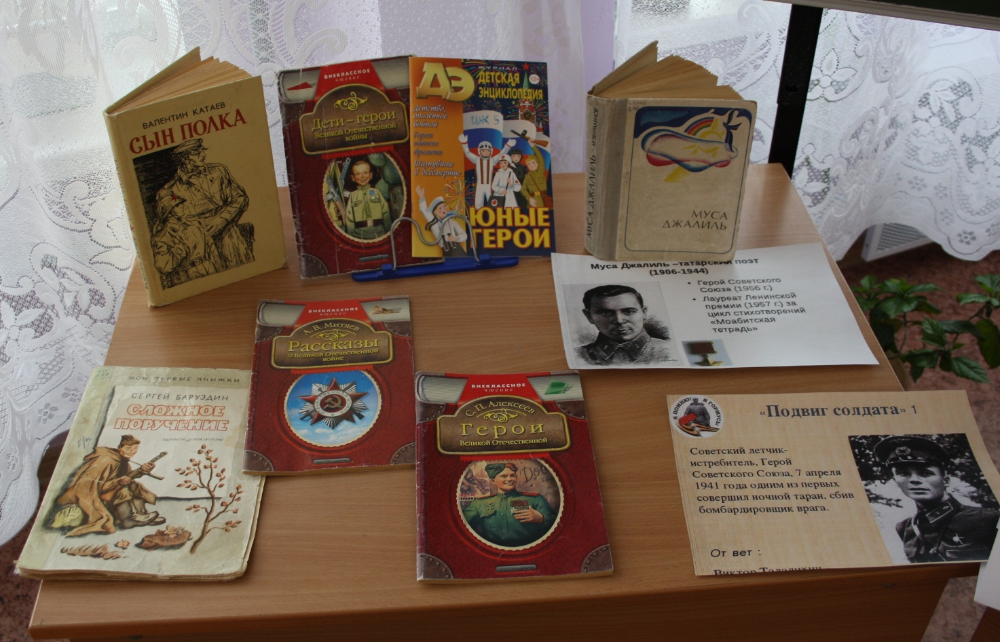 ВАЛЕНТИН КАТАЕВ
СЫН ПОЛКА
ВНЕКЛАССНОЕ
чтение
Дети – герои
Великой Отечественной
войны
ДЭ
ЖУРНАЛ
ДЕТСКАЯ
ЭНЦИКЛОПЕДИЯ
12+
Детство,
опаленное
войной
Герои
нашего
времени
Шагнувшие
в бессмертие
ЮНЫЕ
ГЕРОИ
МУСА ДЖАЛИЛЬ - ИЗБРАННОЕ
МУСА
ДЖАЛИЛЬ
Муса Джалиль –татарский поэт
(1906-1944)
• Герой Советского
Союза (1956 г.)
• Лауреат Ленинской
премии (1957 г.) за
цикл стихотворений
«Моабитская
тетрадь»
ВНЕКЛАССНОЕ
чтение
А. В. Митяев
Рассказы
о Великой Отечественной
войне
МОИ ПЕРВЫЕ КНИЖКИ
СЕРГЕЙ БАРУЗДИН
СЛОЖНОЕ
ПОРУЧЕНИЕ
ВНЕКЛАССНОЕ
чтение
С. П. Алексеев
Герои
Великой Отечественной
Я ПОМНЮ! Я ГОРЖУСЬ!
«Подвиг солдата» 1
Советский летчик-
истребитель, Герой
Советского Союза, 7 апреля
1941 года одним из первых
совершил ночной таран, сбив
бомбардировщик врага.
От вет :
Виктор Талалихин